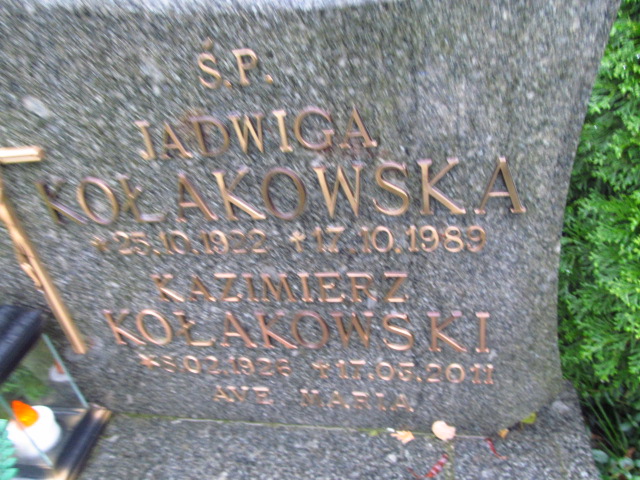 Ś.P.
JADWIGA
KOŁAKOWSKA
*25.10.1922 +17.10.1989
KAZIMIERZ
KOŁAKOWSKI
+17.05.2011
AVE MARIA